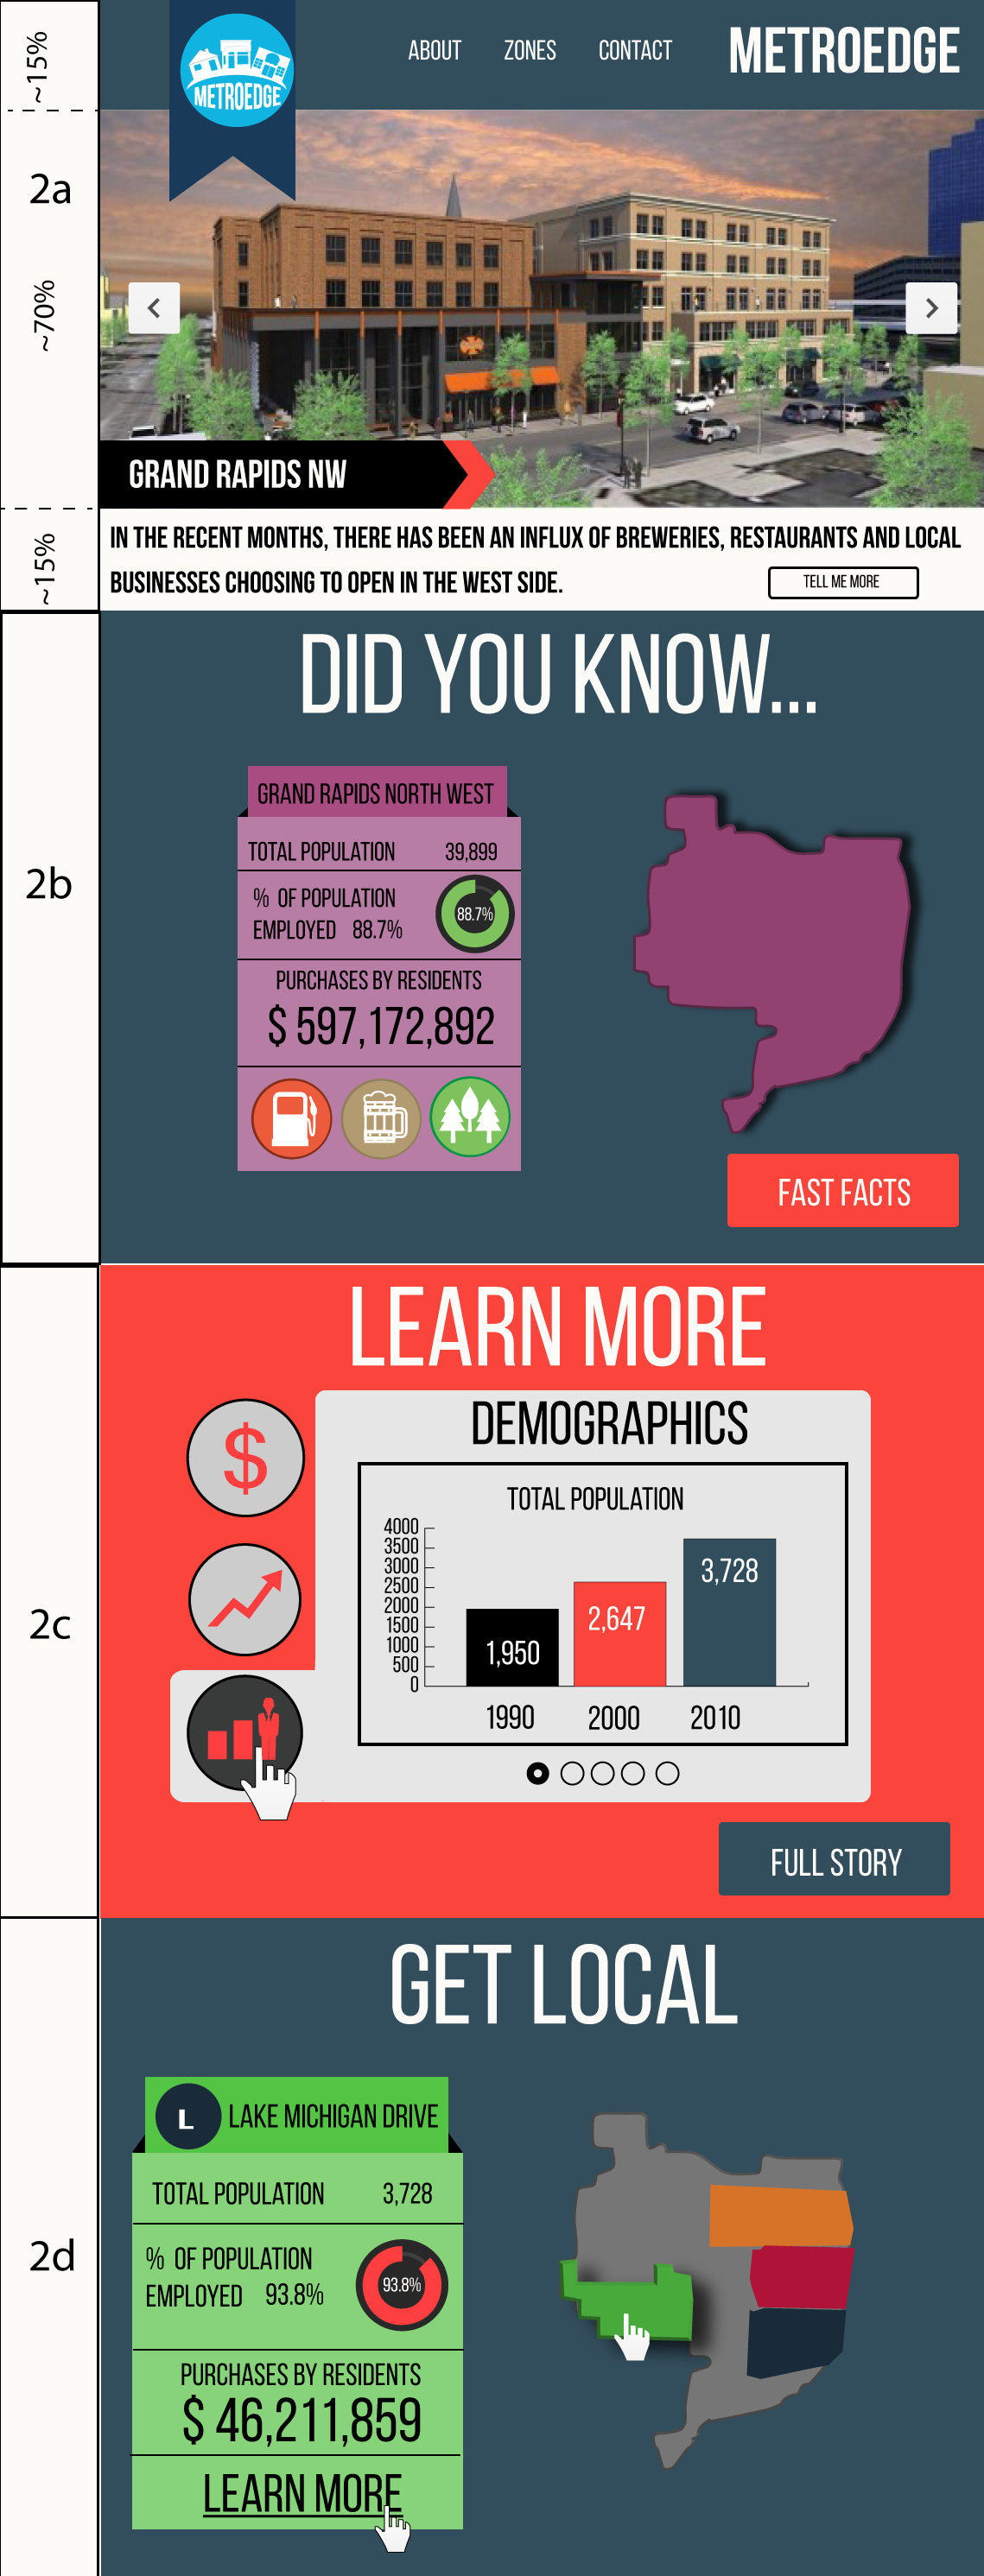 ~15%
METROEDGE
ABOUT ZONES CONTACT
METROEDGE
2a
~70%
GRAND RAPIDS NW
~15%
IN THE RECENT MONTHS, THERE HAS BEEN AN INFLUX OF BREWERIES, RESTAURANTS AND LOCAL
BUSINESSES CHOOSING TO OPEN IN THE WEST SIDE.
TELL ME MORE
2b
DID YOU KNOW...
GRAND RAPIDS NORTH WEST
TOTAL POPULATION 39,899
% OF POPULATION
EMPLOYED 88.7%
88.7%
PURCHASES BY RESIDENTS
$ 597,172,892
FAST FACTS
2c
LEARN MORE
$
DEMOGRAPHICS
TOTAL POPULATION
4000
3500
3000
2500
2000
1500
1000
500
0
1,950
2,647
3,728
1990 2000 2010
FULL STORY
2d
GET LOCAL
L LAKE MICHIGAN DRIVE
TOTAL POPULATION 3,728
% OF POPULATION
EMPLOYED 93.8%
93.8%
PURCHASES BY RESIDENTS
$ 46,211,859
LEARN MORE